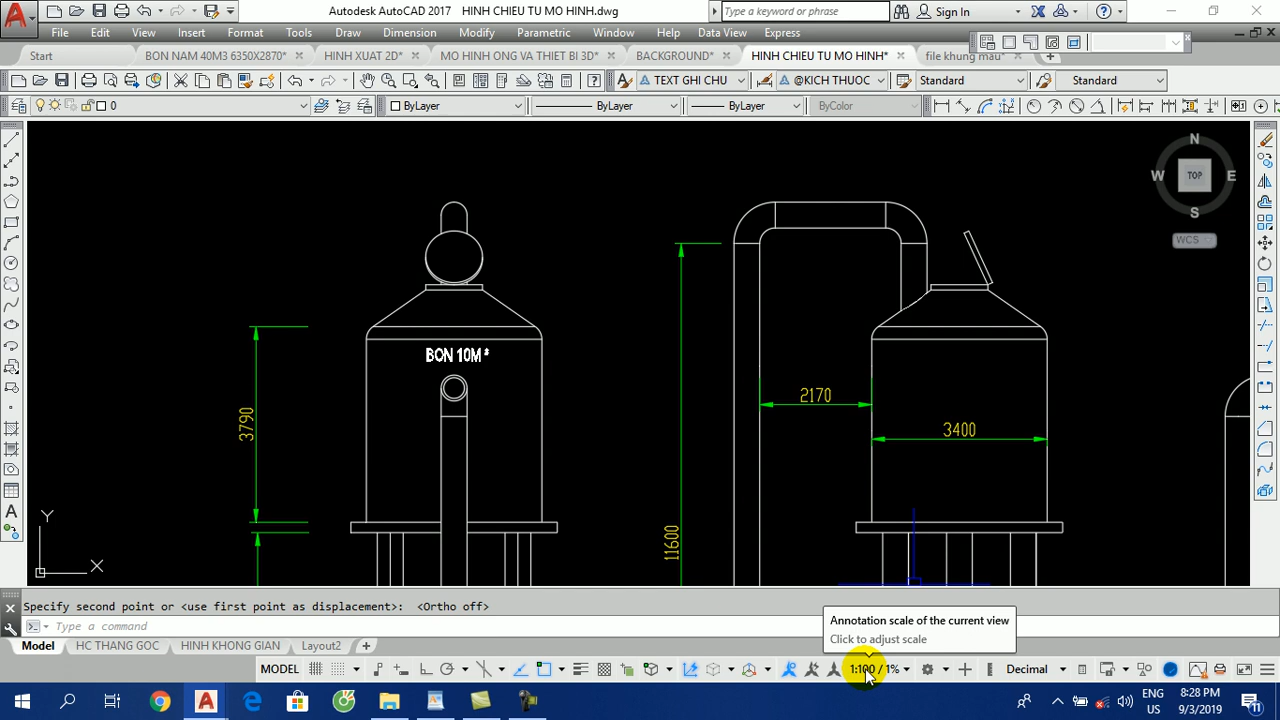 Autodesk AutoCAD 2017 HINH CHIEU TU MO HINH.dwg
Type a keyword or phrase
Sign In
File Edit View Insert Format Tools Draw Dimension Modify Parametric Window Help Data View Express
Start
BON NAM 40M3 6350X2870*
HINH XUAT 2D*
MO HINH ONG VA THIET BI 3D*
BACKGROUND*
HINH CHIEU TU MO HINH*
file khung mau*
TEXT GHI CHU
@KICH THUOC
Standard
Standard
0
ByLayer
ByLayer
ByLayer
ByColor
N
W TOP E
S
WCS
BON 10M³
2170
3790
3400
11600
Y
X
Specify second point or <use first point as displacement>: <Ortho off>
Type a command
Annotation scale of the current view
Click to adjust scale
Model HC THANG GOC HINH KHONG GIAN Layout2
MODEL
1:100 / 1%
Decimal
ENG
US
8:28 PM
9/3/2019
11